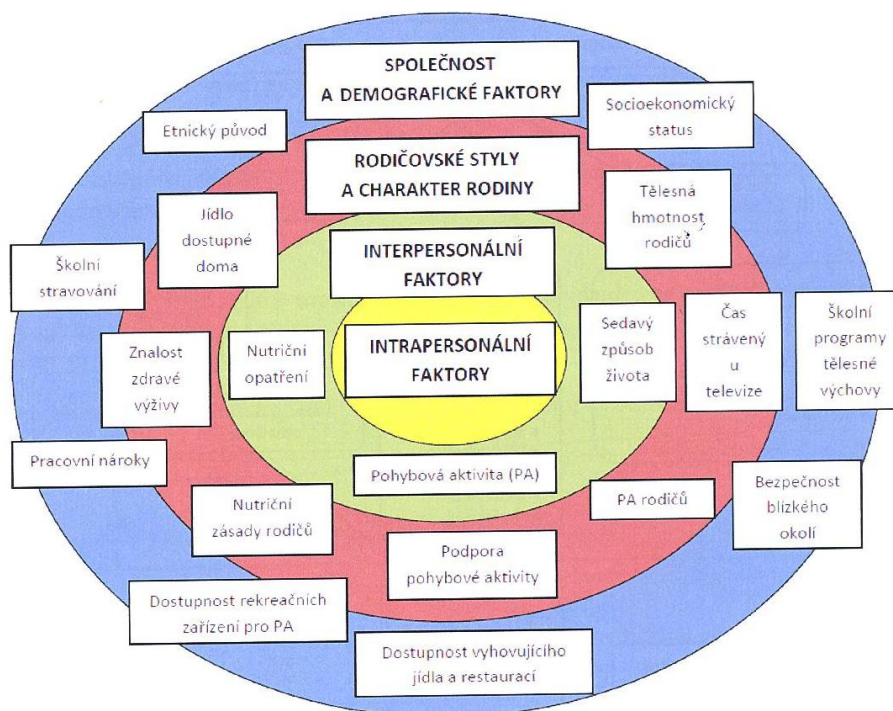 SPOLEČNOST
A DEMOGRAFICKÉ FAKTORY
Etnický původ
Socioekonomický
status
RODIČOVSKÉ STYLY
A CHARAKTER RODINY
Jídlo
dostupné
doma
Tělesná
hmotnost
rodičů
Školní
stravování
INTERPERSONÁLNÍ
FAKTORY
Znalost
zdravé
výživy
Nutriční
opatření
INTRAPERSONÁLNÍ
FAKTORY
Sedavý
způsob
života
Čas
strávený
u
televize
Školní
programy
tělesné
výchovy
Pracovní nároky
Pohybová aktivita (PA)
Nutriční
zásady rodičů
PA rodičů
Bezpečnost
blízkého
okolí
Podpora
pohybové aktivity
Dostupnost rekreačních
zařízení pro PA
Dostupnost vyhovujícího
jídla a restaurací